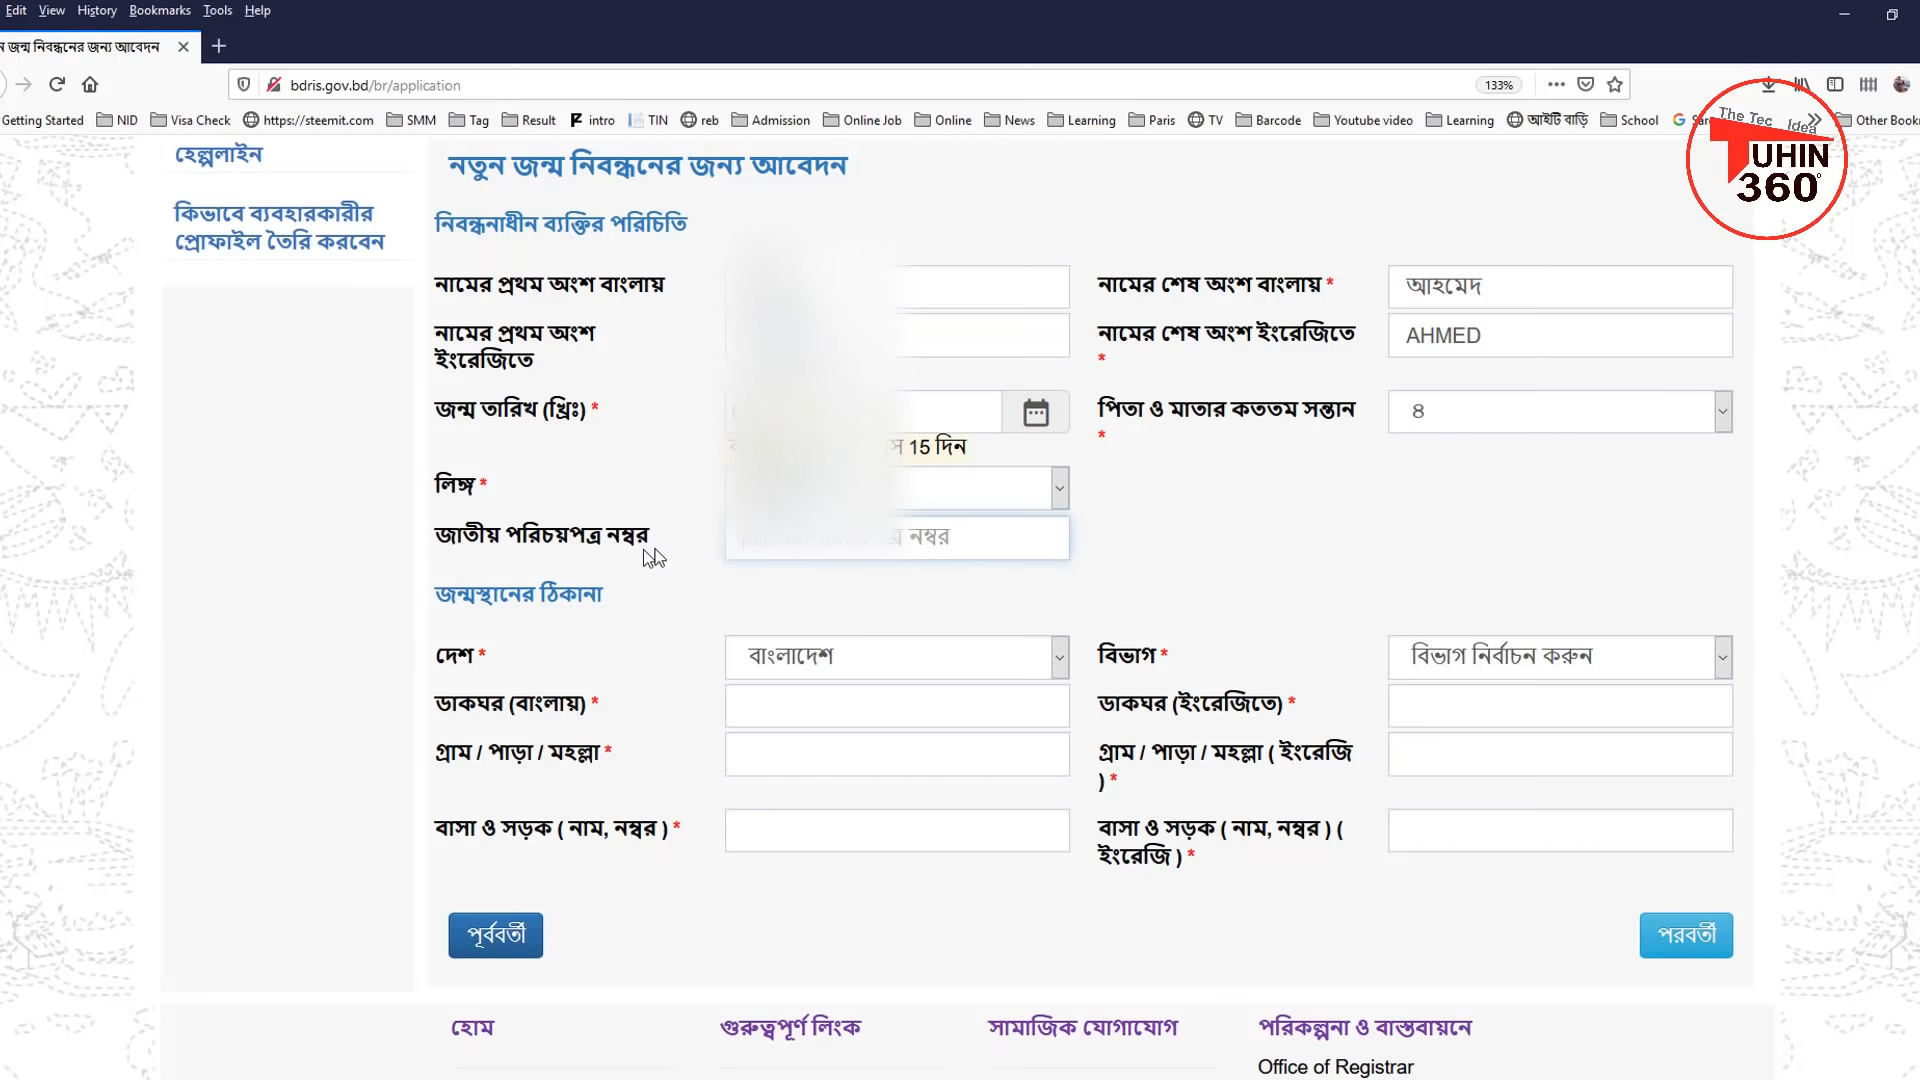 Edit View History Bookmarks Tools Help
ন জন্ম নিবন্ধনের জন্য আবেদন
bdris.gov.bd/br/application 133%
Getting Started NID Visa Check https://steemit.com SMM Tag Result intro TIN reb Admission Online Job Online News Learning Paris TV Barcode Youtube video Learning আইটি বাড়ি School Other Book
The Tec Idea
TUHIN
360°
হেল্পলাইন
কিভাবে ব্যবহারকারীর
প্রোফাইল তৈরি করবেন
নতুন জন্ম নিবন্ধনের জন্য আবেদন
নিবন্ধনাধীন ব্যক্তির পরিচিতি
নামের প্রথম অংশ বাংলায় নামের শেষ অংশ বাংলায় * আহমেদ
নামের প্রথম অংশ
ইংরেজিতে
নামের শেষ অংশ ইংরেজিতে
*
AHMED
জন্ম তারিখ (খ্রিঃ) * পিতা ও মাতার কততম সন্তান
*
৪
স 15 দিন
লিঙ্গ *
জাতীয় পরিচয়পত্র নম্বর নম্বর
জন্মস্থানের ঠিকানা
দেশ * বাংলাদেশ বিভাগ * বিভাগ নির্বাচন করুন
ডাকঘর (বাংলায়) * ডাকঘর (ইংরেজিতে) *
গ্রাম / পাড়া / মহল্লা * গ্রাম / পাড়া / মহল্লা ( ইংরেজি
) *
বাসা ও সড়ক ( নাম, নম্বর ) * বাসা ও সড়ক ( নাম, নম্বর ) (
ইংরেজি ) *
পূর্ববর্তী পরবর্তী
হোম গুরুত্বপূর্ণ লিংক সামাজিক যোগাযোগ পরিকল্পনা ও বাস্তবায়নে
Office of Registrar